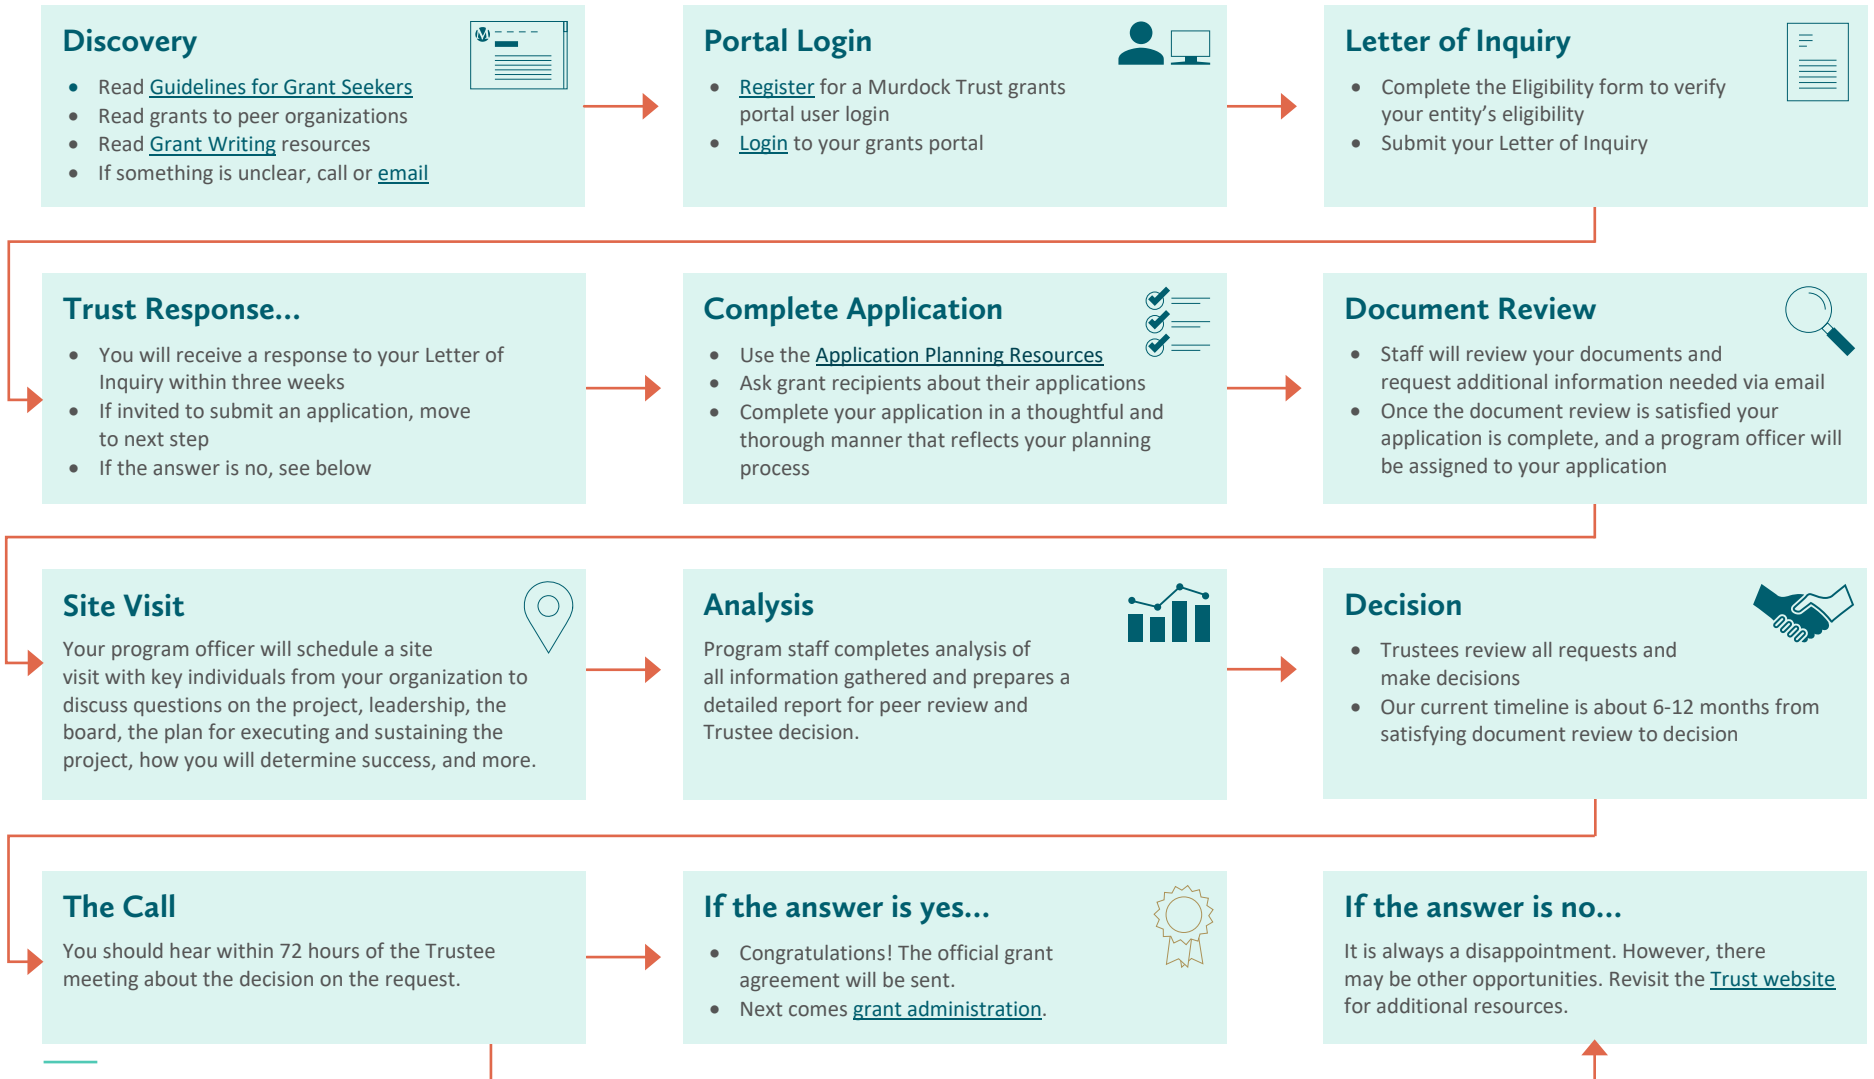 Discovery
• Read Guidelines for Grant Seekers
• Read grants to peer organizations
• Read Grant Writing resources
• If something is unclear, call or email
M
Portal Login
• Register for a Murdock Trust grants
portal user login
• Login to your grants portal
Letter of Inquiry
• Complete the Eligibility form to verify
your entity's eligibility
• Submit your Letter of Inquiry
Trust Response...
• You will receive a response to your Letter of
Inquiry within three weeks
• If invited to submit an application, move
to next step
• If the answer is no, see below
Complete Application
• Use the Application Planning Resources
• Ask grant recipients about their applications
• Complete your application in a thoughtful and
thorough manner that reflects your planning
process
Document Review
• Staff will review your documents and
request additional information needed via email
• Once the document review is satisfied your
application is complete, and a program officer will
be assigned to your application
Site Visit
Your program officer will schedule a site
visit with key individuals from your organization to
discuss questions on the project, leadership, the
board, the plan for executing and sustaining the
project, how you will determine success, and more.
Analysis
Program staff completes analysis of
all information gathered and prepares a
detailed report for peer review and
Trustee decision.
Decision
• Trustees review all requests and
make decisions
• Our current timeline is about 6-12 months from
satisfying document review to decision
The Call
You should hear within 72 hours of the Trustee
meeting about the decision on the request.
If the answer is yes...
• Congratulations! The official grant
agreement will be sent.
• Next comes grant administration.
If the answer is no...
It is always a disappointment. However, there
may be other opportunities. Revisit the Trust website
for additional resources.